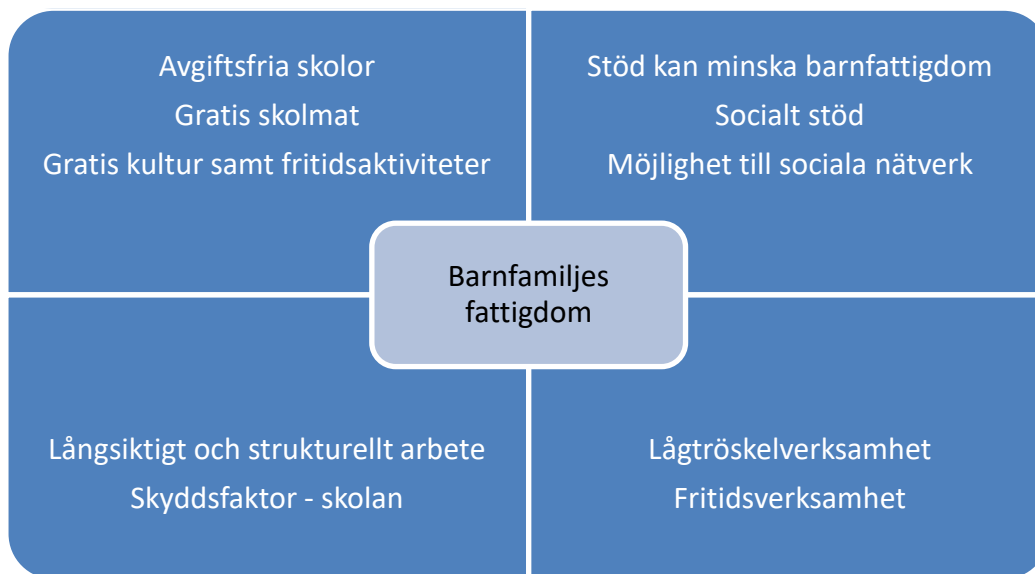 Avgiftsfria skolor
Gratis skolmat
Gratis kultur samt fritidsaktiviteter
Stöd kan minska barnfattigdom
Socialt stöd
Möjlighet till sociala nätverk
Barnfamiljes
fattigdom
Långsiktigt och strukturellt arbete
Skyddsfaktor - skolan
Lågtröskelverksamhet
Fritidsverksamhet